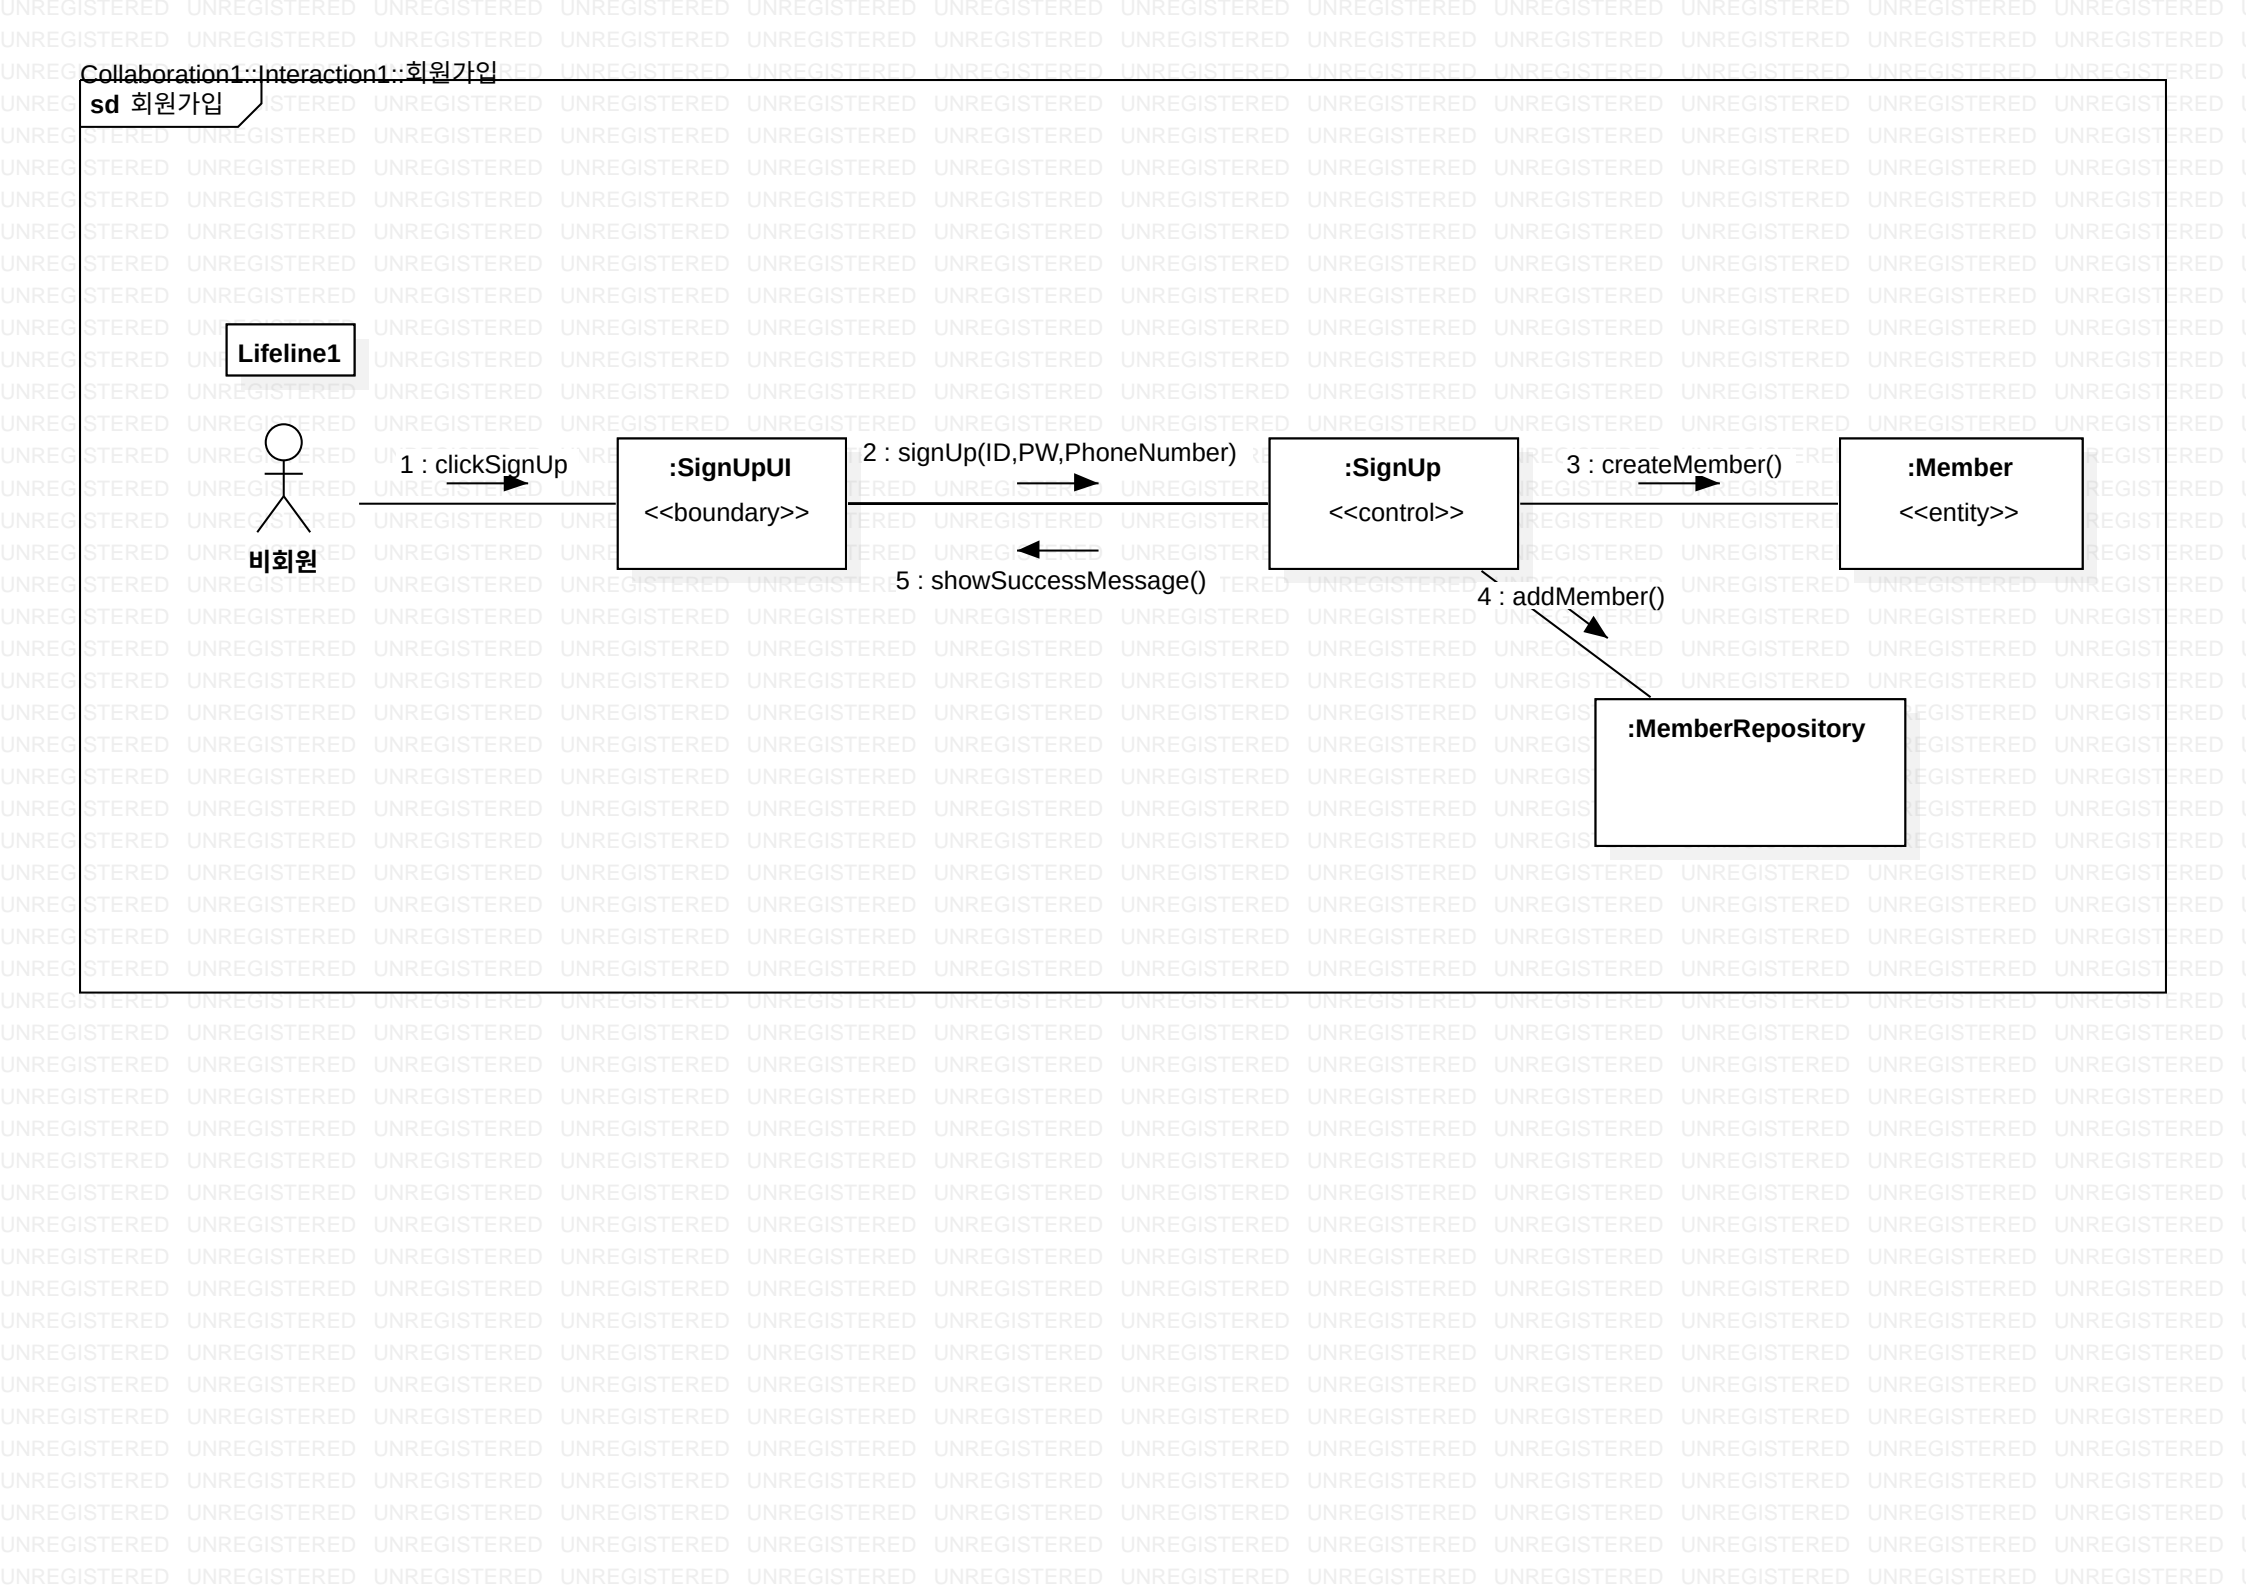 Collaboration1::Interaction1::회원가입
sd 회원가입
Lifeline1
비회원
1 : clickSignUp
:SignUpUI
<<boundary>>
2 : signUp(ID,PW,PhoneNumber)
5 : showSuccessMessage()
:SignUp
<<control>>
3 : createMember()
:Member
<<entity>>
4 : addMember()
:MemberRepository
UNREGISTERED